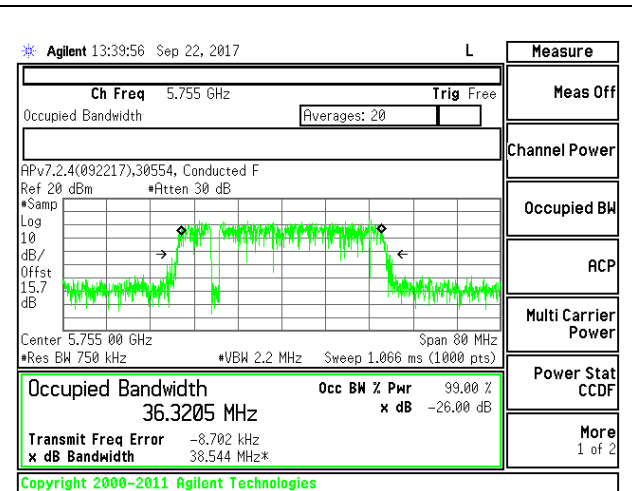 Agilent 13:39:56 Sep 22, 2017 L Measure
Ch Freq 5.755 GHz Trig Free
Meas Off
Occupied Bandwidth Averages: 20
Channel Power
APv7.2.4(092217),30554, Conducted F
Ref 20 dBm #Atten 30 dB
#Samp
Log
10
dB/
Offst
15.7
dB
Occupied BW
ACP
Multi Carrier
Power
Center 5.755 00 GHz Span 80 MHz
#Res BW 750 kHz #VBW 2.2 MHz Sweep 1.066 ms (1000 pts)
Power Stat
CCDF
Occupied Bandwidth Occ BW % Pwr 99.00 %
36.3205 MHz x dB -26.00 dB
Transmit Freq Error -8.702 kHz
x dB Bandwidth 38.544 MHz*
More
1 of 2
Copyright 2000-2011 Agilent Technologies